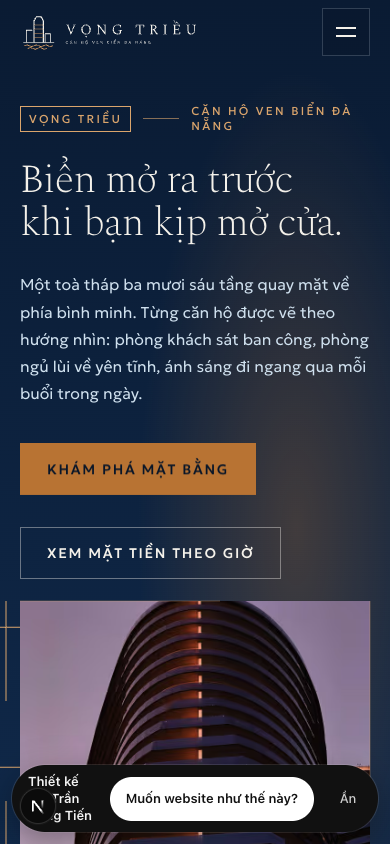 VỌNG TRIỀU
CĂN HỘ VEN BIỂN ĐÀ NẴNG
VỌNG TRIỀU
CĂN HỘ VEN BIỂN ĐÀ
NẴNG
Biển mở ra trước
khi bạn kịp mở cửa.
Một toà tháp ba mươi sáu tầng quay mặt về
phía bình minh. Từng căn hộ được vẽ theo
hướng nhìn: phòng khách sát ban công, phòng
ngủ lùi về yên tĩnh, ánh sáng đi ngang qua mỗi
buổi trong ngày.
KHÁM PHÁ MẶT BẰNG
XEM MẶT TIỀN THEO GIỜ
Thiết kế
Trần
Tiến
N
Muốn website như thế này?
Ẩn